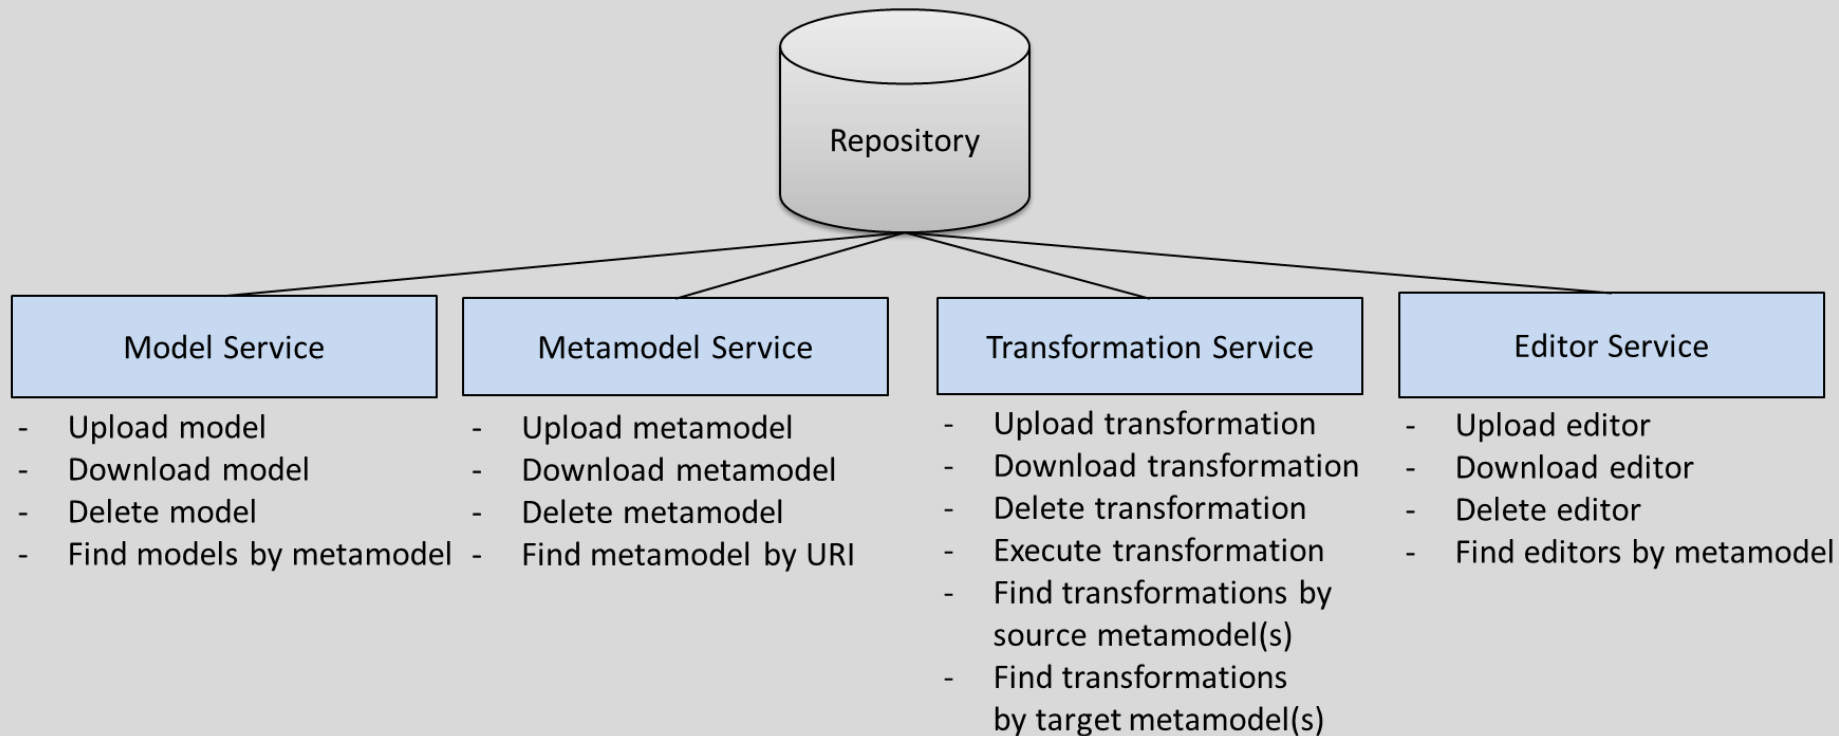 Repository
Model Service
- Upload model
- Download model
- Delete model
- Find models by metamodel
Metamodel Service
- Upload metamodel
- Download metamodel
- Delete metamodel
- Find metamodel by URI
Transformation Service
- Upload transformation
- Download transformation
- Delete transformation
- Execute transformation
- Find transformations by
source metamodel(s)
- Find transformations
by target metamodel(s)
Editor Service
- Upload editor
- Download editor
- Delete editor
- Find editors by metamodel